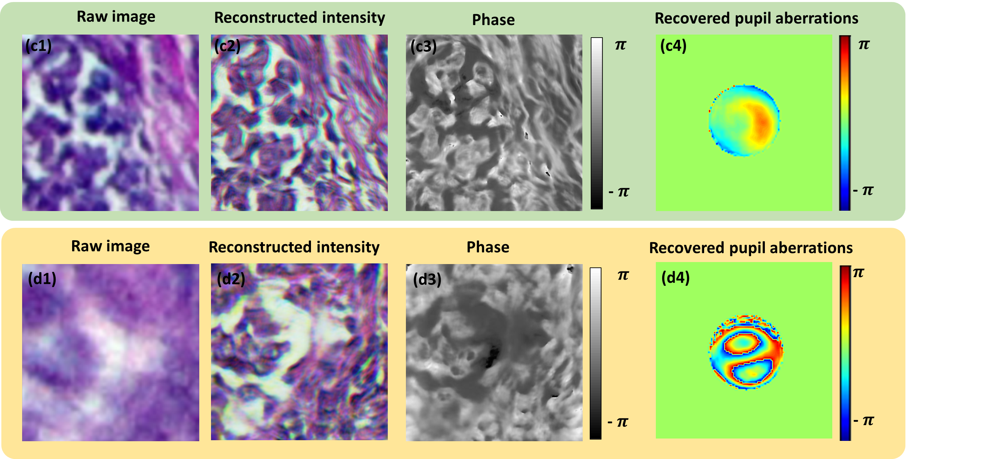 Raw image
Reconstructed intensity
Phase
Recovered pupil aberrations
(c1)
(c2)
(c3)
π
- π
(c4)
π
- π
Raw image
Reconstructed intensity
Phase
Recovered pupil aberrations
(d1)
(d2)
(d3)
π
- π
(d4)
π
- π